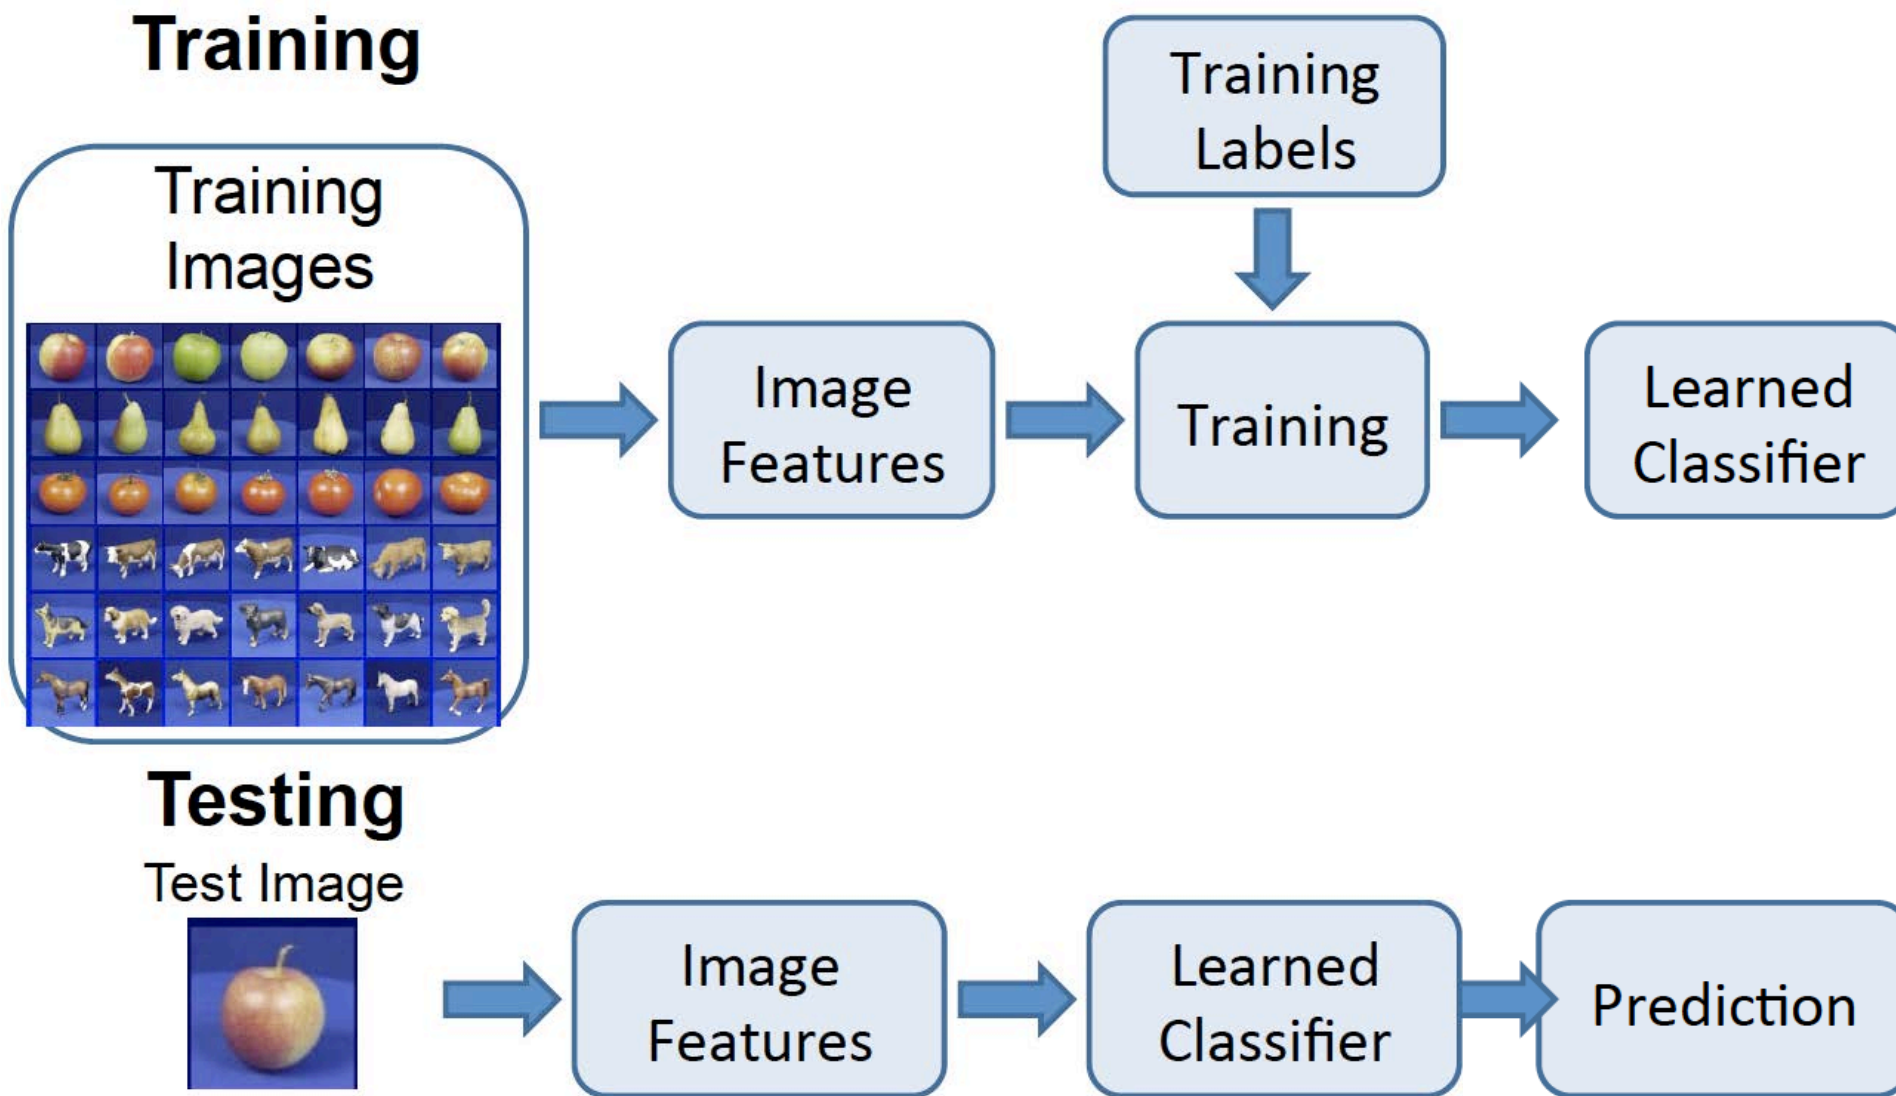 Training
Training
Labels
Training
Images
Image
Features
Training
Learned
Classifier
Testing
Test Image
Image
Features
Learned
Classifier
Prediction